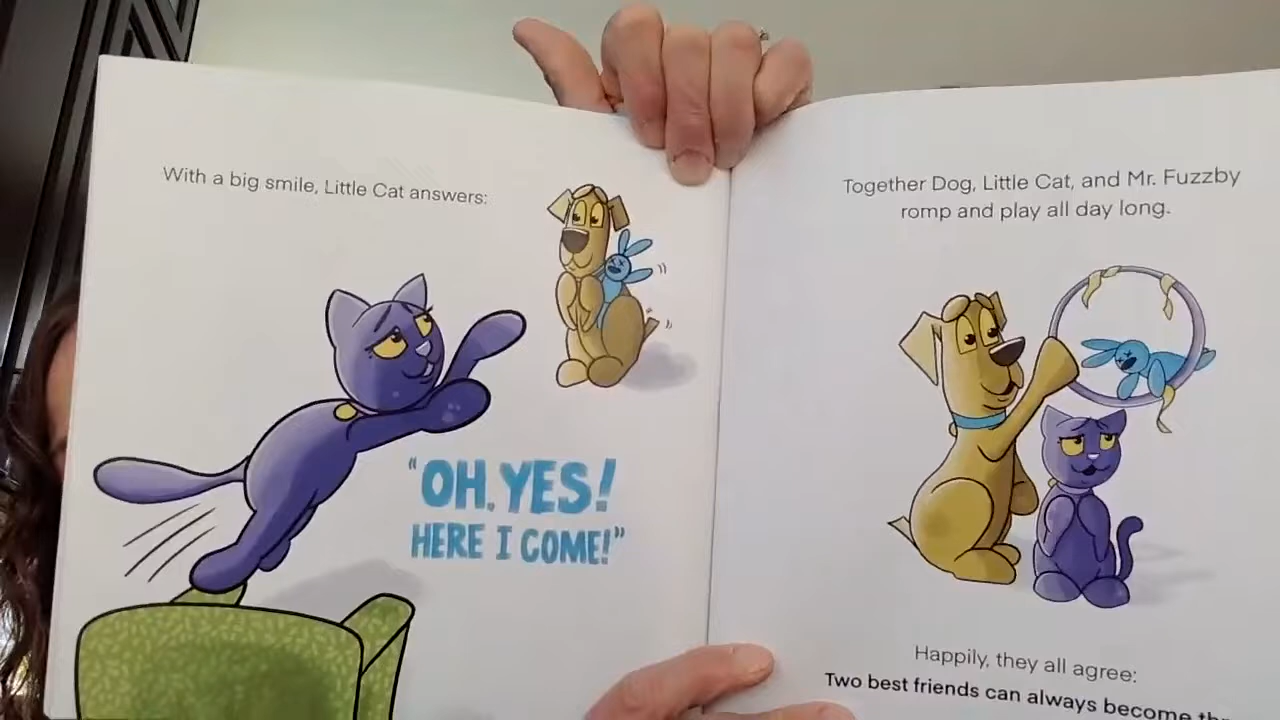 With a big smile, Little Cat answers:
"OH, YES!
HERE I COME!"
Together Dog, Little Cat, and Mr. Fuzzby
romp and play all day long.
Happily, they all agree:
Two best friends can always become